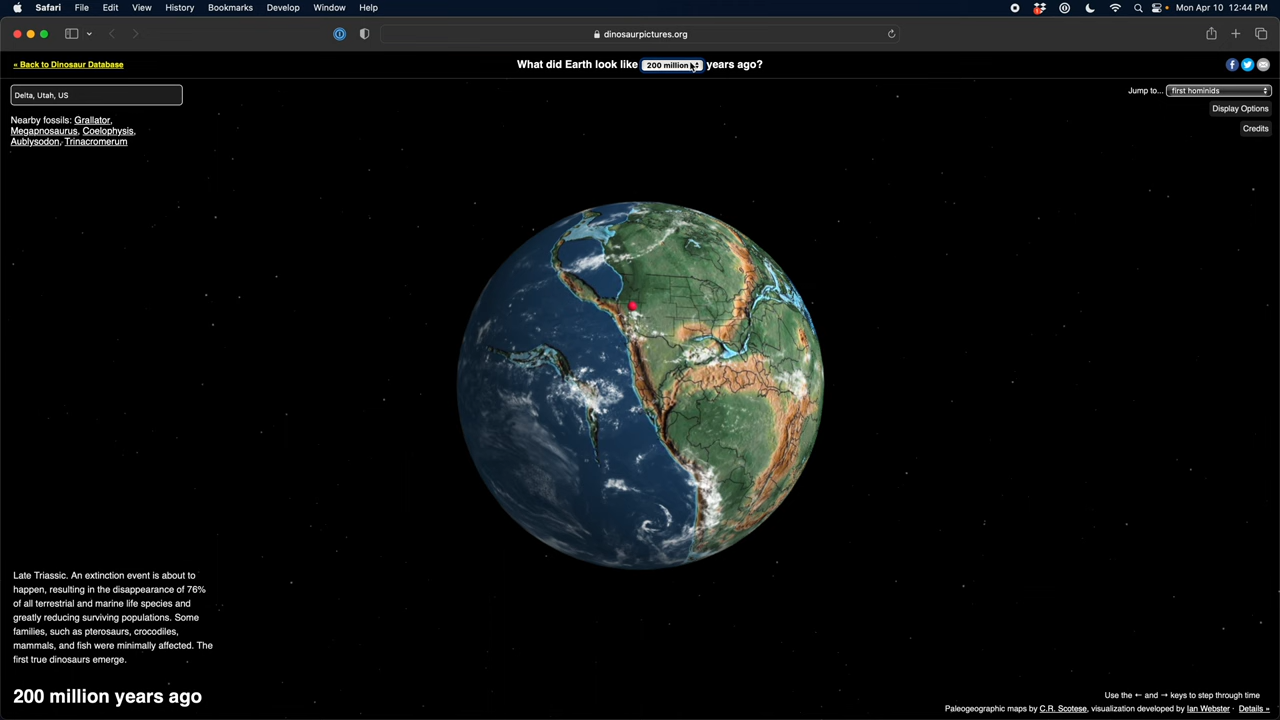 Safari File Edit View History Bookmarks Develop Window Help Mon Apr 10 12:44 PM
dinosaurpictures.org
« Back to Dinosaur Database
What did Earth look like 200 million years ago?
Delta, Utah, US
Jump to... first hominids
Display Options
Nearby fossils: Grallator,
Megapnosaurus, Coelophysis,
Aublysodon, Trinacromerum
Credits
Late Triassic. An extinction event is about to
happen, resulting in the disappearance of 76%
of all terrestrial and marine life species and
greatly reducing surviving populations. Some
families, such as pterosaurs, crocodiles,
mammals, and fish were minimally affected. The
first true dinosaurs emerge.
200 million years ago
Use the ← and → keys to step through time
Paleogeographic maps by C.R. Scotese, visualization developed by Ian Webster · Details »